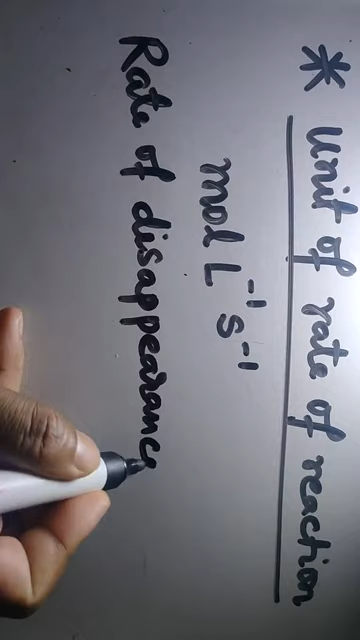 * Unit of rate of reaction
mol L⁻¹ s⁻¹
Rate of disappearanc